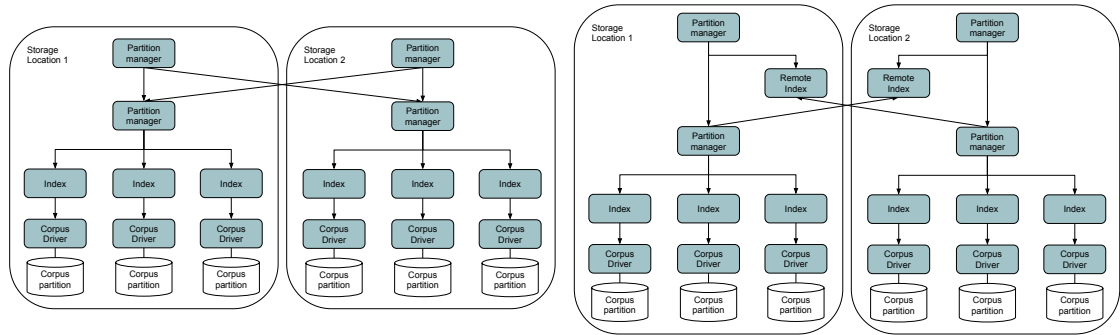 Storage
Location 1
Partition
manager
Partition
manager
Index
Index
Index
Corpus
Driver
Corpus
Driver
Corpus
Driver
Corpus
partition
Corpus
partition
Corpus
partition
Storage
Location 2
Partition
manager
Partition
manager
Index
Index
Index
Corpus
Driver
Corpus
Driver
Corpus
Driver
Corpus
partition
Corpus
partition
Corpus
partition
Storage
Location 1
Partition
manager
Remote
Index
Partition
manager
Index
Index
Index
Corpus
Driver
Corpus
Driver
Corpus
Driver
Corpus
partition
Corpus
partition
Corpus
partition
Storage
Location 2
Partition
manager
Remote
Index
Partition
manager
Index
Index
Index
Corpus
Driver
Corpus
Driver
Corpus
Driver
Corpus
partition
Corpus
partition
Corpus
partition